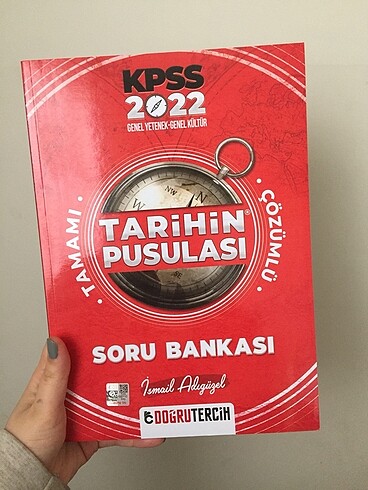 KPSS
2022
GENEL YETENEK-GENEL KÜLTÜR
TAMAMI
ÇÖZÜMLÜ
TARİHİN®
PUSULASI
SORU BANKASI
İsmail Adıgüzel
DOĞRUTERCİH